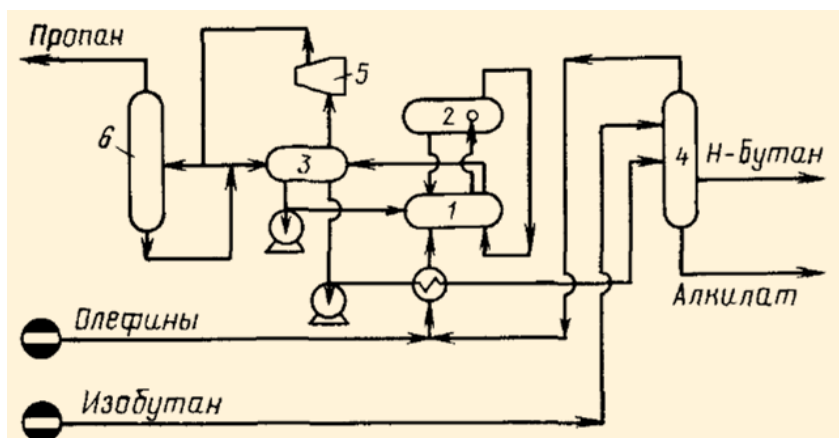 Пропан
5
2
6
3
4
Н-Бутан
1
Алкилат
Олефины
Изобутан